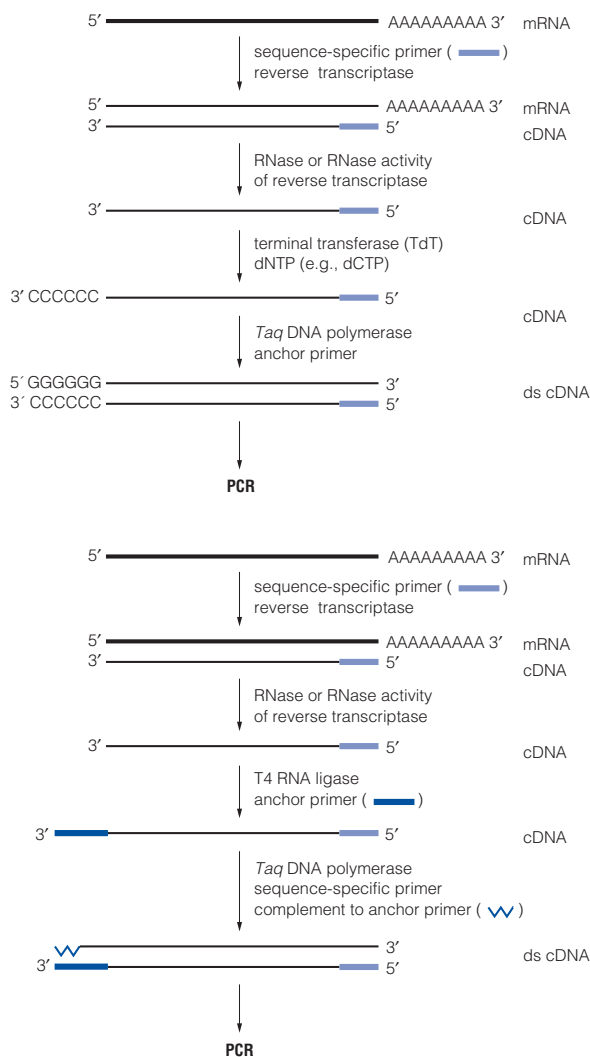 5′ AAAAAAAAA 3′ mRNA
sequence-specific primer ( )
reverse transcriptase
5′ AAAAAAAAA 3′ mRNA
3′ 5′ cDNA
RNase or RNase activity
of reverse transcriptase
3′ 5′ cDNA
terminal transferase (TdT)
dNTP (e.g., dCTP)
3′ CCCCCC 5′ cDNA
Taq DNA polymerase
anchor primer
5′ GGGGGG 3′ ds cDNA
3′ CCCCCC 5′
PCR
5′ AAAAAAAAA 3′ mRNA
sequence-specific primer ( )
reverse transcriptase
5′ AAAAAAAAA 3′ mRNA
3′ 5′ cDNA
RNase or RNase activity
of reverse transcriptase
3′ 5′ cDNA
T4 RNA ligase
anchor primer ( )
3′ 5′ cDNA
Taq DNA polymerase
sequence-specific primer
complement to anchor primer ( )
3′ ds cDNA
3′ 5′
PCR